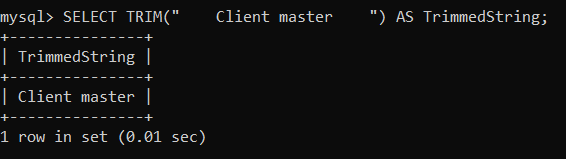 mysql> SELECT TRIM("    Client master    ") AS TrimmedString;
+---------------+
| TrimmedString |
+---------------+
| Client master |
+---------------+
1 row in set (0.01 sec)